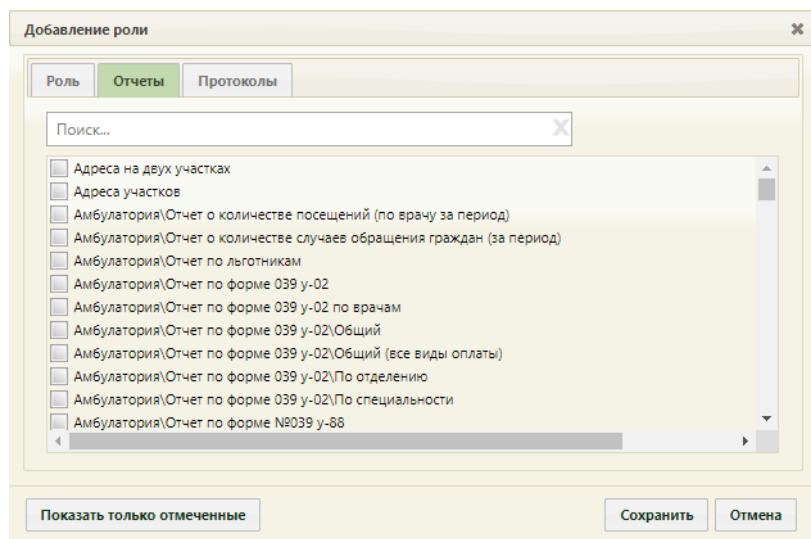 Добавление роли
Роль Отчеты Протоколы
Поиск...
Адреса на двух участках
Адреса участков
Амбулатория\Отчет о количестве посещений (по врачу за период)
Амбулатория\Отчет о количестве случаев обращения граждан (за период)
Амбулатория\Отчет по льготникам
Амбулатория\Отчет по форме 039 у-02
Амбулатория\Отчет по форме 039 у-02 по врачам
Амбулатория\Отчет по форме 039 у-02\Общий
Амбулатория\Отчет по форме 039 у-02\Общий (все виды оплаты)
Амбулатория\Отчет по форме 039 у-02\По отделению
Амбулатория\Отчет по форме 039 у-02\По специальности
Амбулатория\Отчет по форме №039 у-88
Показать только отмеченные Сохранить Отмена